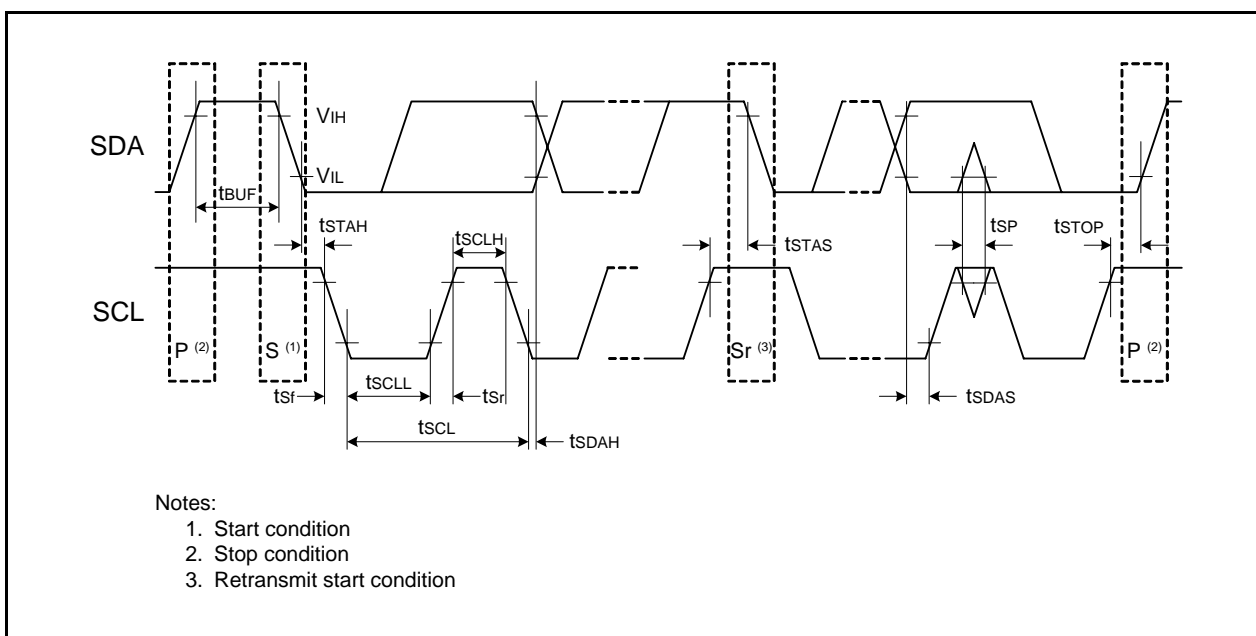 SDA
VIH
VIL
tBUF
tSTAH
tSCLH
tSTAS
tSP
tSTOP
SCL
P (2)
S (1)
Sr (3)
P (2)
tSf
tSCLL
tSr
tSDAS
tSCL
tSDAH
Notes:
1. Start condition
2. Stop condition
3. Retransmit start condition